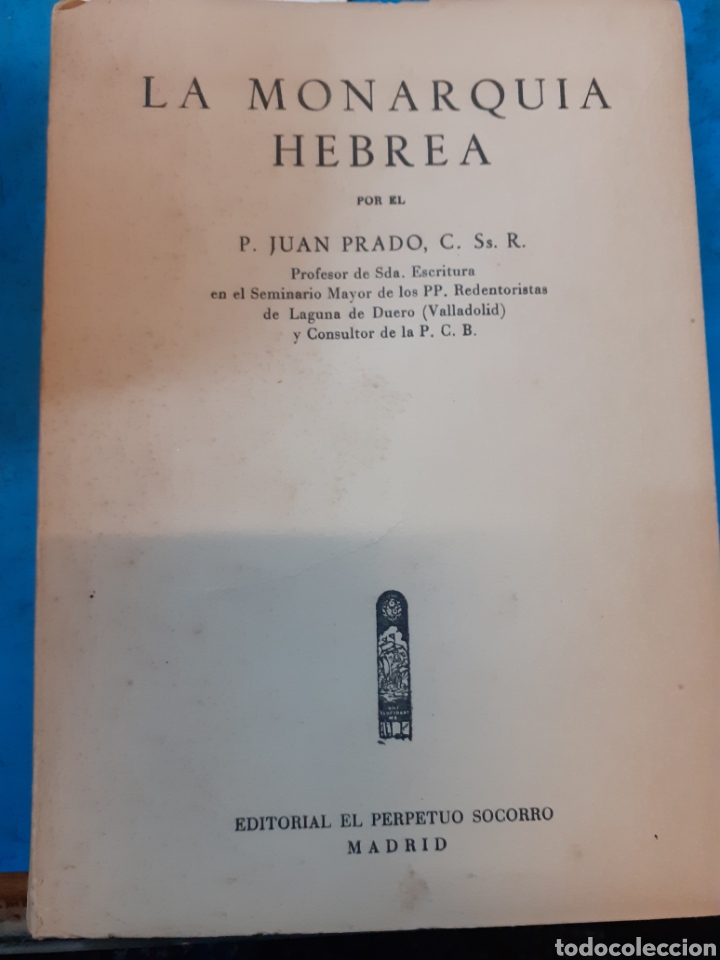 LA MONARQUIA
HEBREA
POR EL
P. JUAN PRADO, C. Ss. R.
Profesor de Sda. Escritura
en el Seminario Mayor de los PP. Redentoristas
de Laguna de Duero (Valladolid)
y Consultor de la P. C. B.
EDITORIAL EL PERPETUO SOCORRO
MADRID
todocoleccion